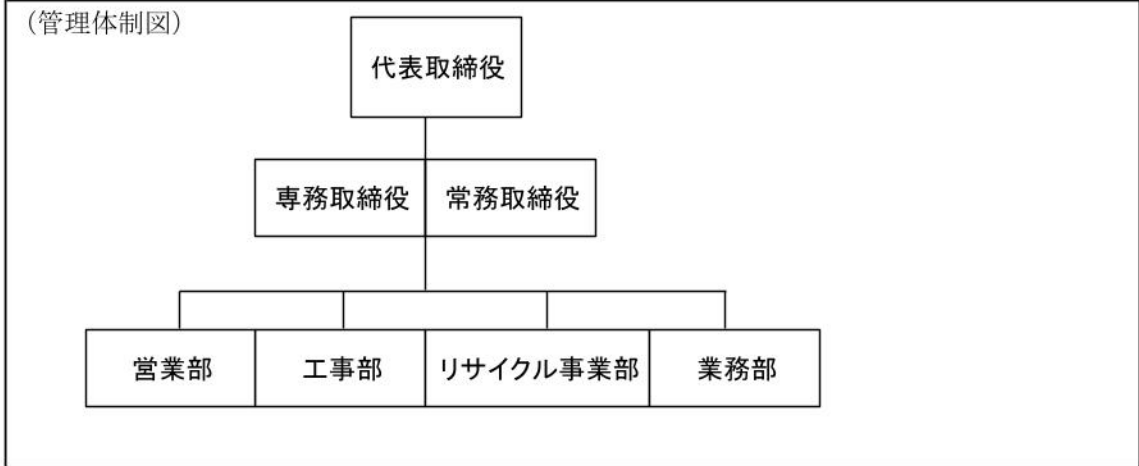 （管理体制図）
代表取締役
専務取締役 常務取締役
営業部 工事部 リサイクル事業部 業務部